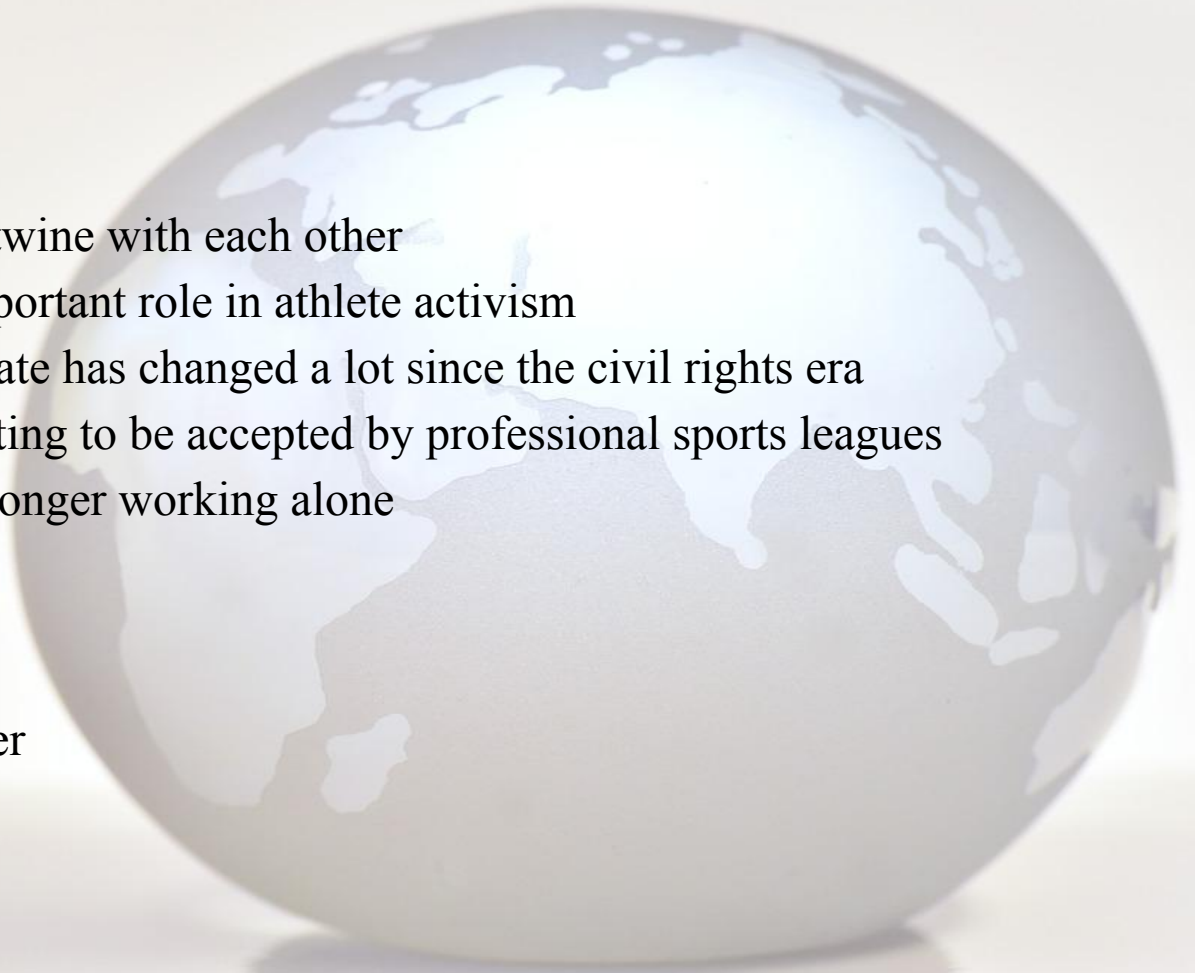 twine with each other
portant role in athlete activism
ate has changed a lot since the civil rights era
ting to be accepted by professional sports leagues
onger working alone
er